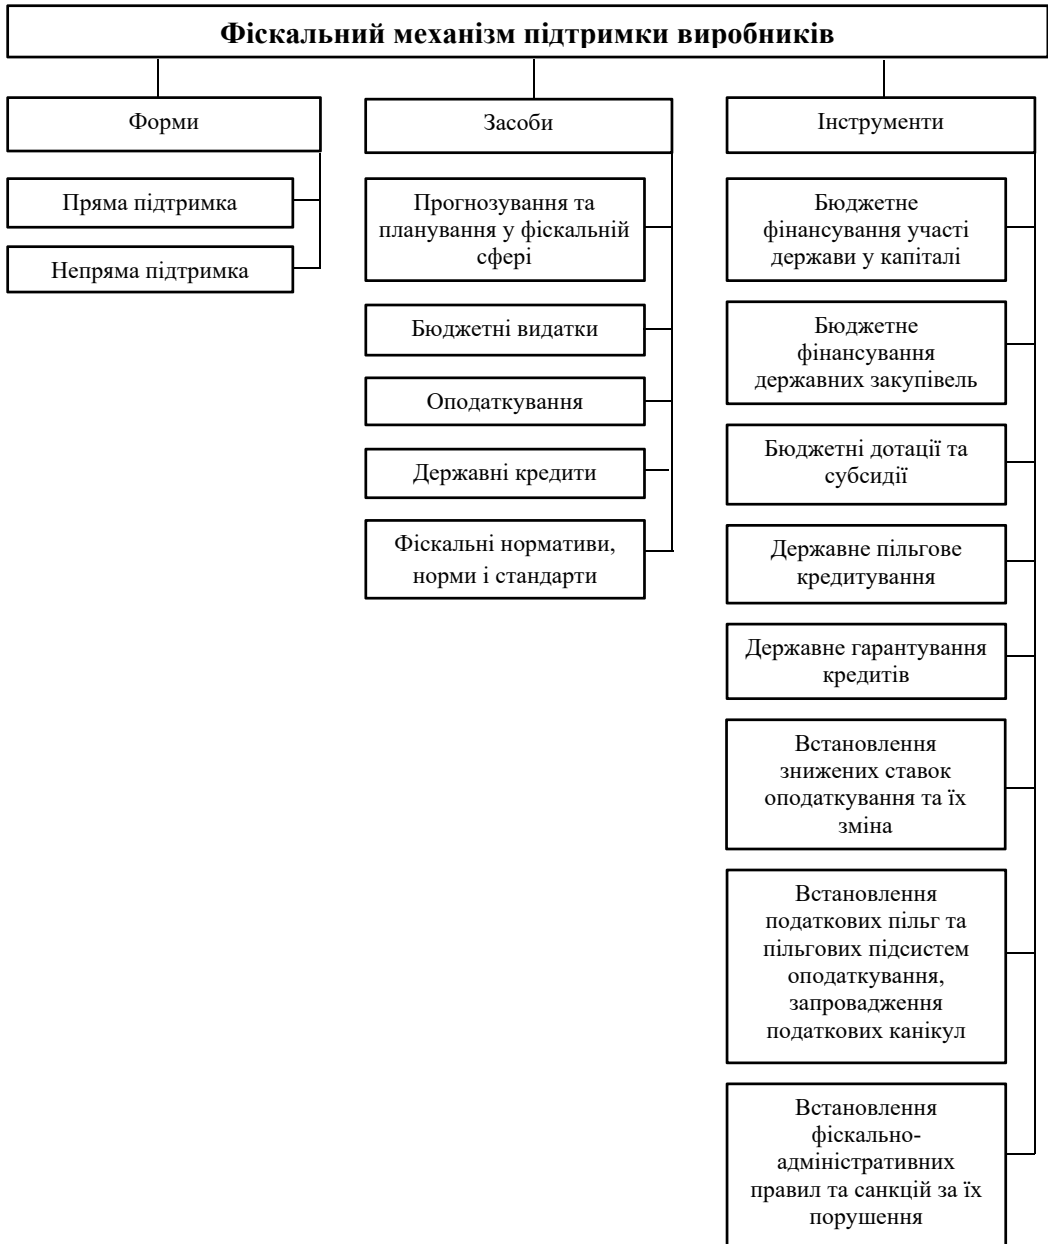 Фіскальний механізм підтримки виробників
Форми
Пряма підтримка
Непряма підтримка
Засоби
Прогнозування та
планування у фіскальній
сфері
Бюджетні видатки
Оподаткування
Державні кредити
Фіскальні нормативи,
норми і стандарти
Інструменти
Бюджетне
фінансування участі
держави у капіталі
Бюджетне
фінансування
державних закупівель
Бюджетні дотації та
субсидії
Державне пільгове
кредитування
Державне гарантування
кредитів
Встановлення
знижених ставок
оподаткування та їх
зміна
Встановлення
податкових пільг та
пільгових підсистем
оподаткування,
запровадження
податкових канікул
Встановлення
фіскально-
адміністративних
правил та санкцій за їх
порушення